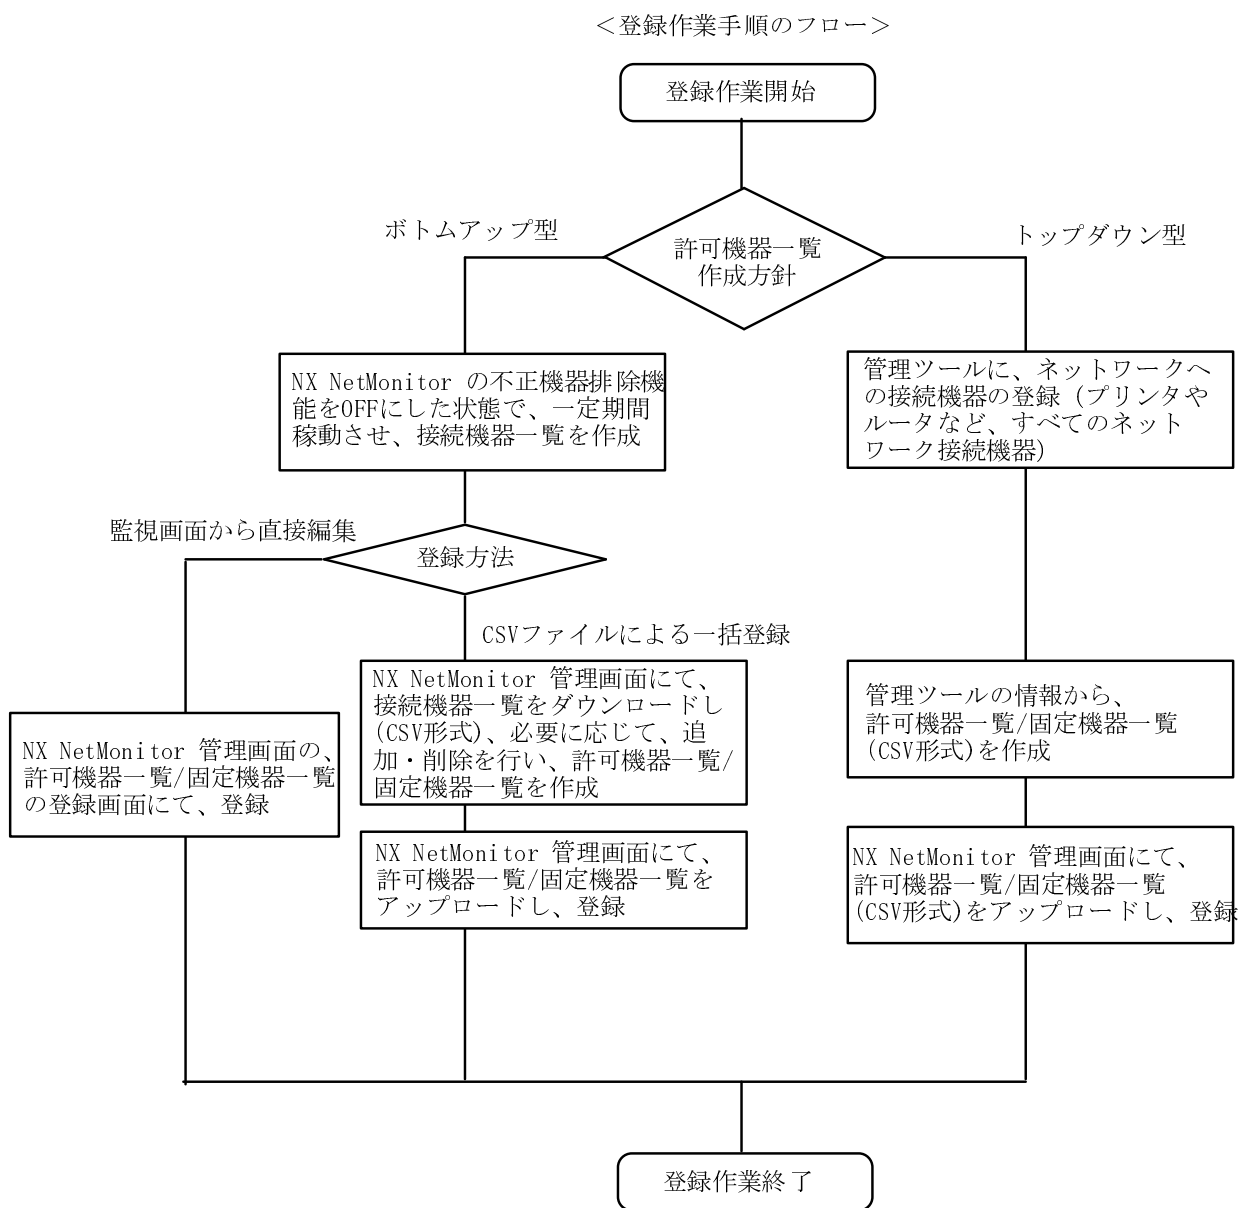 ＜登録作業手順のフロー＞
登録作業開始
ボトムアップ型
許可機器一覧
作成方針
トップダウン型
NX NetMonitor の不正機器排除機
能をOFFにした状態で、一定期間
稼動させ、接続機器一覧を作成
管理ツールに、ネットワークへ
の接続機器の登録（プリンタや
ルータなど、すべてのネット
ワーク接続機器）
監視画面から直接編集
登録方法
CSVファイルによる一括登録
NX NetMonitor 管理画面の、
許可機器一覧/固定機器一覧
の登録画面にて、登録
NX NetMonitor 管理画面にて、
接続機器一覧をダウンロードし
(CSV形式)、必要に応じて、追
加・削除を行い、許可機器一覧/
固定機器一覧を作成
管理ツールの情報から、
許可機器一覧/固定機器一覧
(CSV形式)を作成
NX NetMonitor 管理画面にて、
許可機器一覧/固定機器一覧を
アップロードし、登録
NX NetMonitor 管理画面にて、
許可機器一覧/固定機器一覧
(CSV形式)をアップロードし、登録
登録作業終了